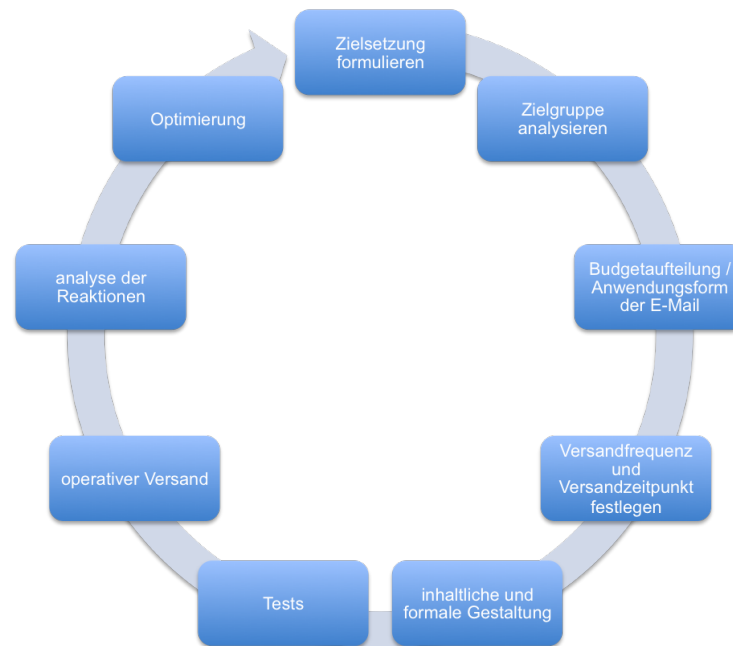 Zielsetzung
formulieren
Zielgruppe
analysieren
Budgetaufteilung /
Anwendungsform
der E-Mail
Versandfrequenz
und
Versandzeitpunkt
festlegen
inhaltliche und
formale Gestaltung
Tests
operativer Versand
analyse der
Reaktionen
Optimierung